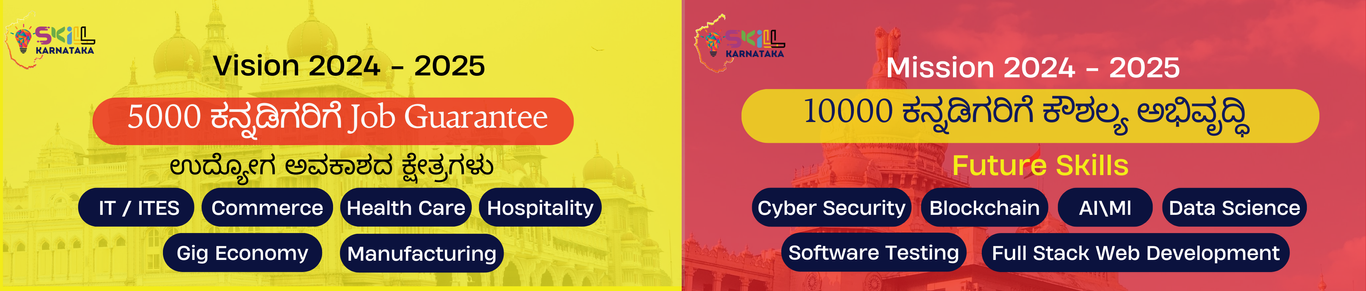 SKILL
KARNATAKA
Vision 2024 - 2025
5000 ಕನ್ನಡಿಗರಿಗೆ Job Guarantee
ಉದ್ಯೋಗ ಅವಕಾಶದ ಕ್ಷೇತ್ರಗಳು
IT / ITES Commerce Health Care Hospitality
Gig Economy Manufacturing
SKILL
KARNATAKA
Mission 2024 - 2025
10000 ಕನ್ನಡಿಗರಿಗೆ ಕೌಶಲ್ಯ ಅಭಿವೃದ್ಧಿ
Future Skills
Cyber Security Blockchain AI\Ml Data Science
Software Testing Full Stack Web Development